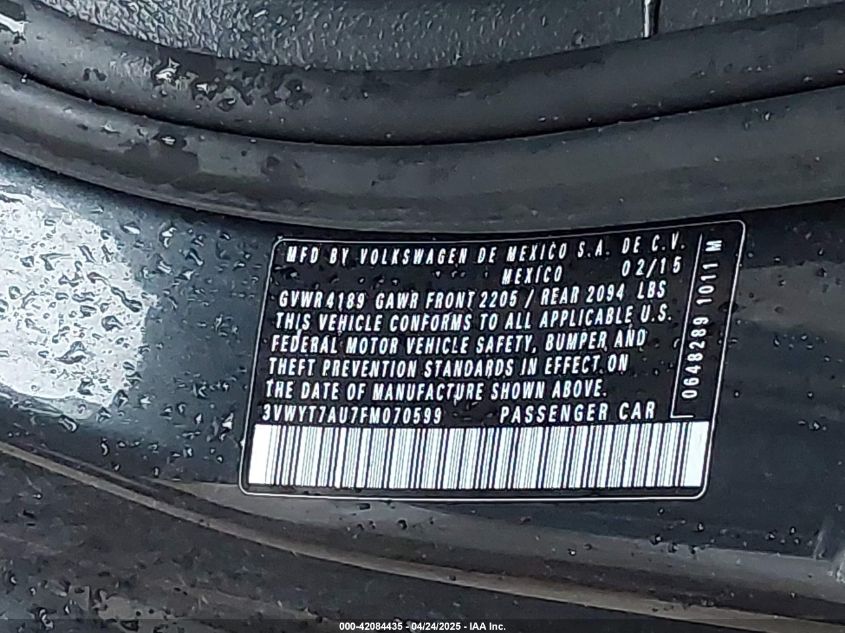 MFD BY VOLKSWAGEN DE MEXICO S.A. DE C.V.
MEXICO 02/15
GVWR 4189 GAWR FRONT 2205 / REAR 2094 LBS
THIS VEHICLE CONFORMS TO ALL APPLICABLE U.S.
FEDERAL MOTOR VEHICLE SAFETY, BUMPER AND
THEFT PREVENTION STANDARDS IN EFFECT ON
THE DATE OF MANUFACTURE SHOWN ABOVE.
3VWYT7AU7FM070599 PASSENGER CAR
0648289 1011 M
000-42084435 - 04/24/2025 - IAA Inc.